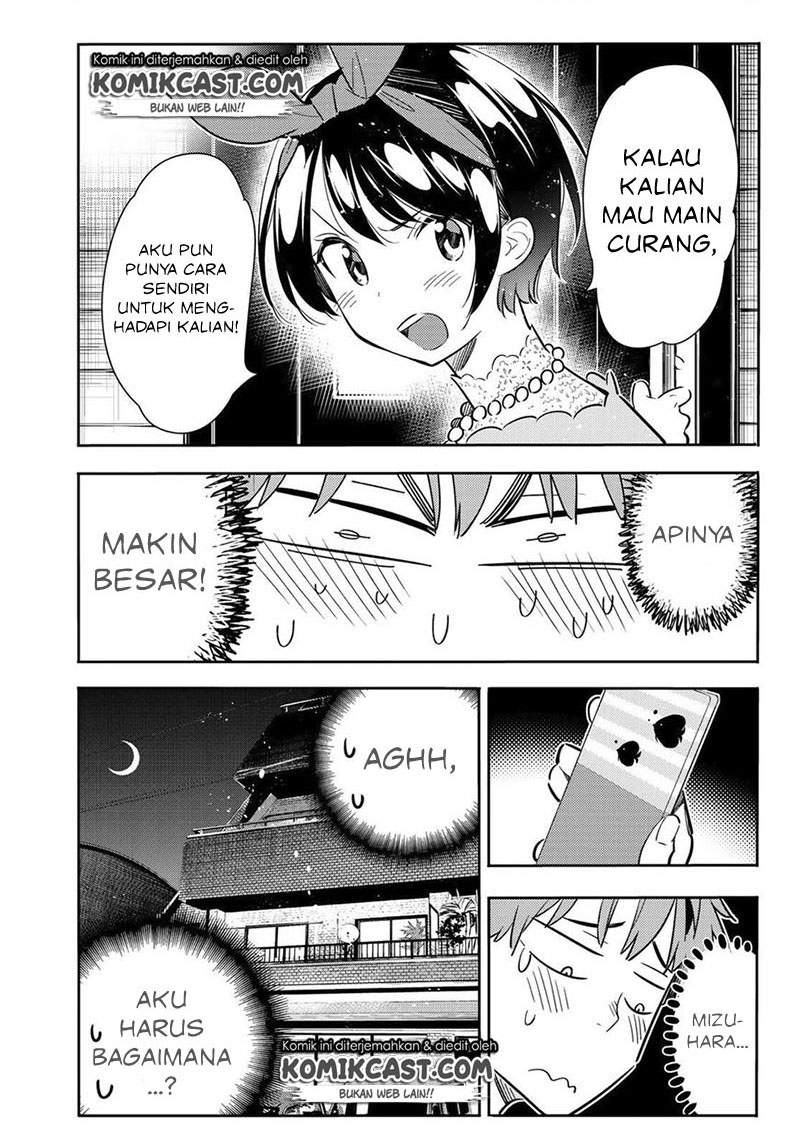 Komik ini diterjemahkan & diedit oleh
KOMIKCAST.COM
BUKAN WEB LAIN!!
KALAU
KALIAN
MAU MAIN
CURANG,
AKU PUN
PUNYA CARA
SENDIRI
UNTUK MENG-
HADAPI KALIAN!
APINYA
MAKIN
BESAR!
MIZU-
HARA...
AGHH,
AKU
HARUS
BAGAIMANA
...?
Komik ini diterjemahkan & diedit oleh
KOMIKCAST.COM
BUKAN WEB LAIN!!